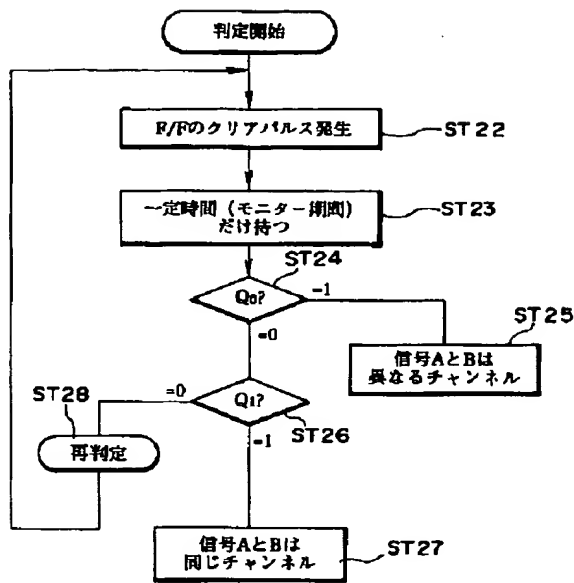 判定開始
F/Fのクリアパルス発生
ST22
一定時間（モニター期間）
だけ待つ
ST23
ST24
Q0?
=1
ST25
=0
信号AとBは
異なるチャンネル
ST28
=0
Q1?
ST26
再判定
=1
信号AとBは
同じチャンネル
ST27